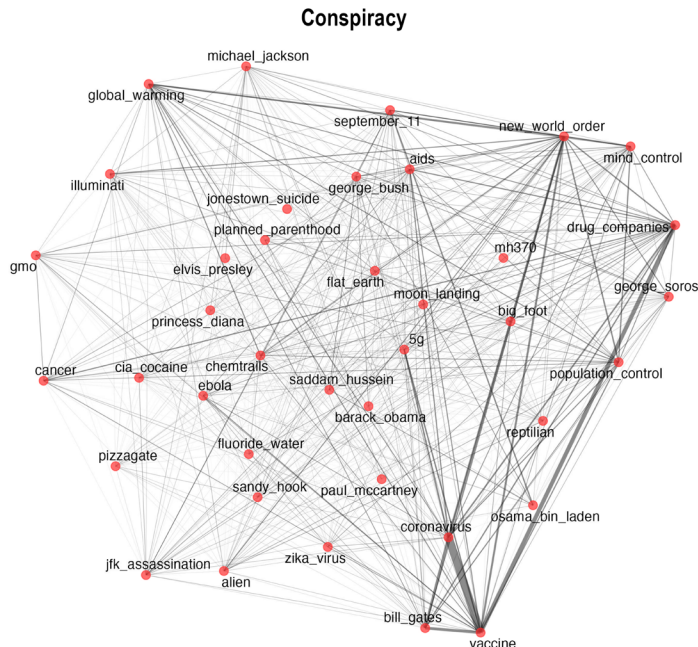 Conspiracy
michael_jackson
global_warming
september_11
new_world_order
mind_control
aids
illuminati
george_bush
jonestown_suicide
drug_companies
planned_parenthood
mh370
gmo
elvis_presley
flat_earth
george_soros
moon_landing
big_foot
princess_diana
5g
cancer
cia_cocaine
chemtrails
population_control
ebola
saddam_hussein
barack_obama
reptilian
fluoride_water
pizzagate
sandy_hook
paul_mccartney
osama_bin_laden
coronavirus
jfk_assassination
zika_virus
alien
bill_gates
vaccine